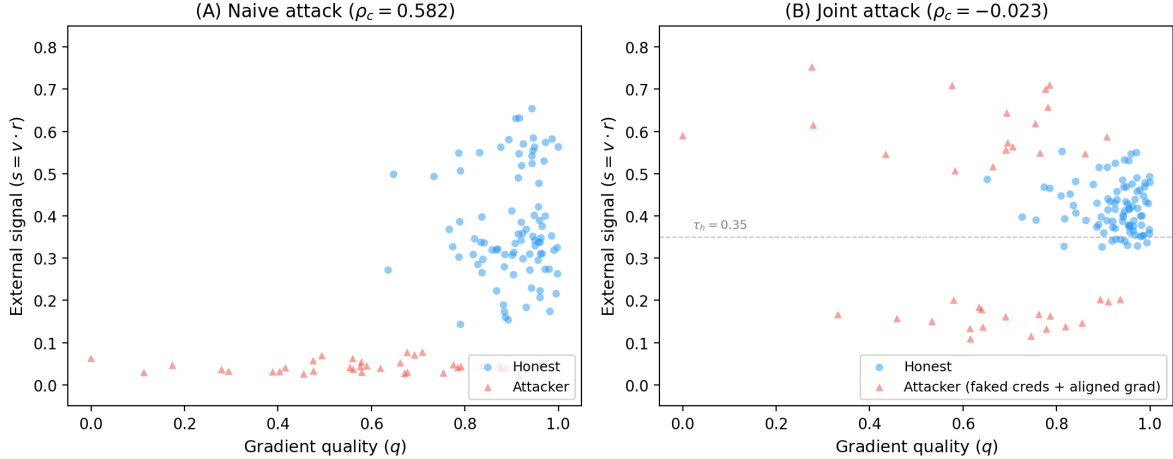 (A) Naive attack (ρ_c = 0.582)
External signal (s = v · r)
0.8
0.7
0.6
0.5
0.4
0.3
0.2
0.1
0.0
Honest
Attacker
0.0 0.2 0.4 0.6 0.8 1.0
Gradient quality (q)
(B) Joint attack (ρ_c = −0.023)
External signal (s = v · r)
0.8
0.7
0.6
0.5
0.4
0.3
0.2
0.1
0.0
τ_h = 0.35
Honest
Attacker (faked creds + aligned grad)
0.0 0.2 0.4 0.6 0.8 1.0
Gradient quality (q)